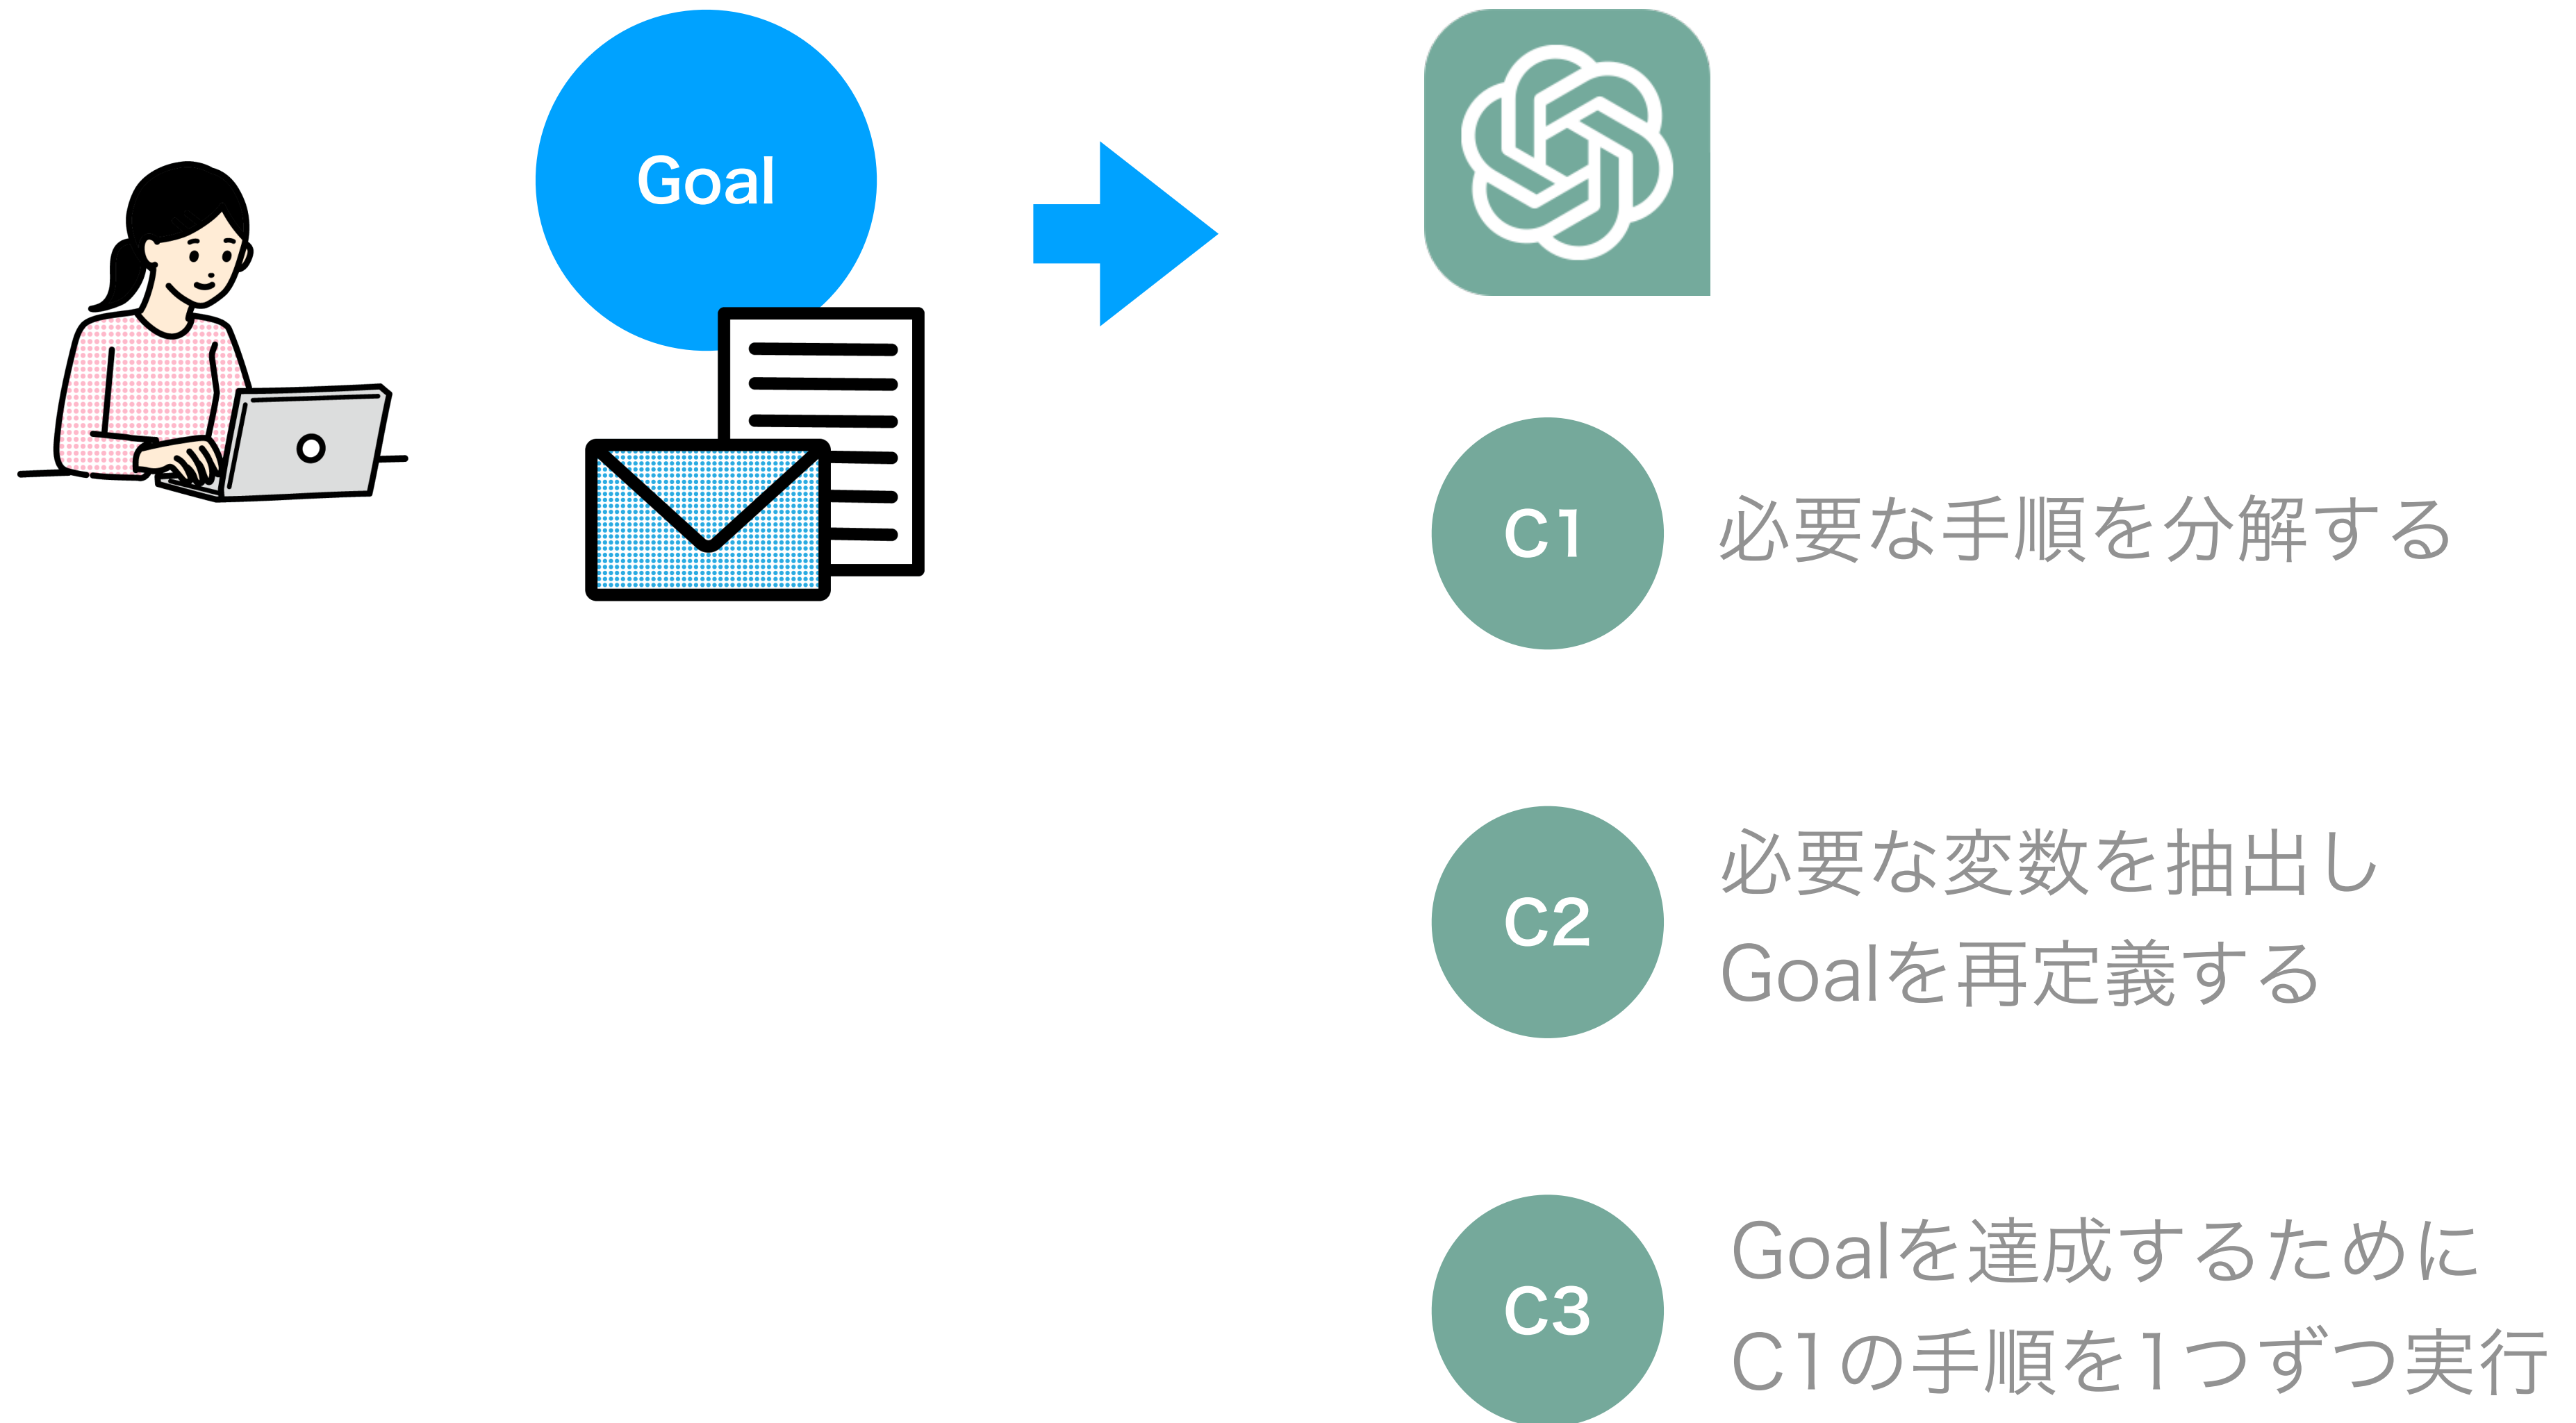 Goal
C1
必要な手順を分解する
C2
必要な変数を抽出し
Goalを再定義する
C3
Goalを達成するために
C1の手順を1つずつ実行